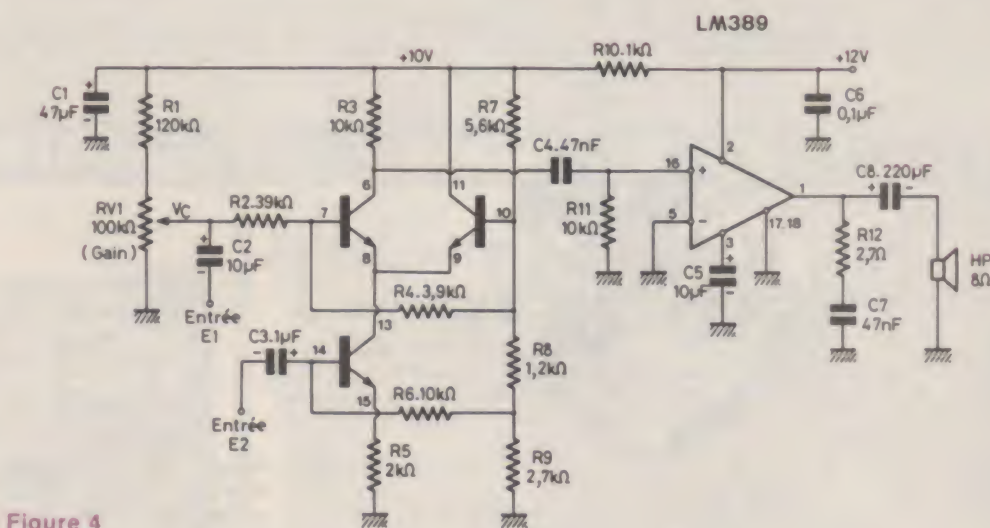 LM389
+10V
R10.1kΩ
+12V
C1
47µF
+
R1
120kΩ
R3
10kΩ
R7
5,6kΩ
C6
0,1µF
C4.47nF
2
6
11
16
+
1
C8.220µF
+ -
RV1
100kΩ
(Gain)
VC
R2.39kΩ
7
10
R11
10kΩ
5
-
17.18
3
+
C2
10µF
+
-
8
9
R12
2,7Ω
HP
8Ω
C5
10µF
-
Entrée
E1
R4.3,9kΩ
C7
47nF
C3.1µF
- +
13
14
R8
1,2kΩ
15
R6.10kΩ
Entrée
E2
R5
2kΩ
R9
2,7kΩ
Figure 4